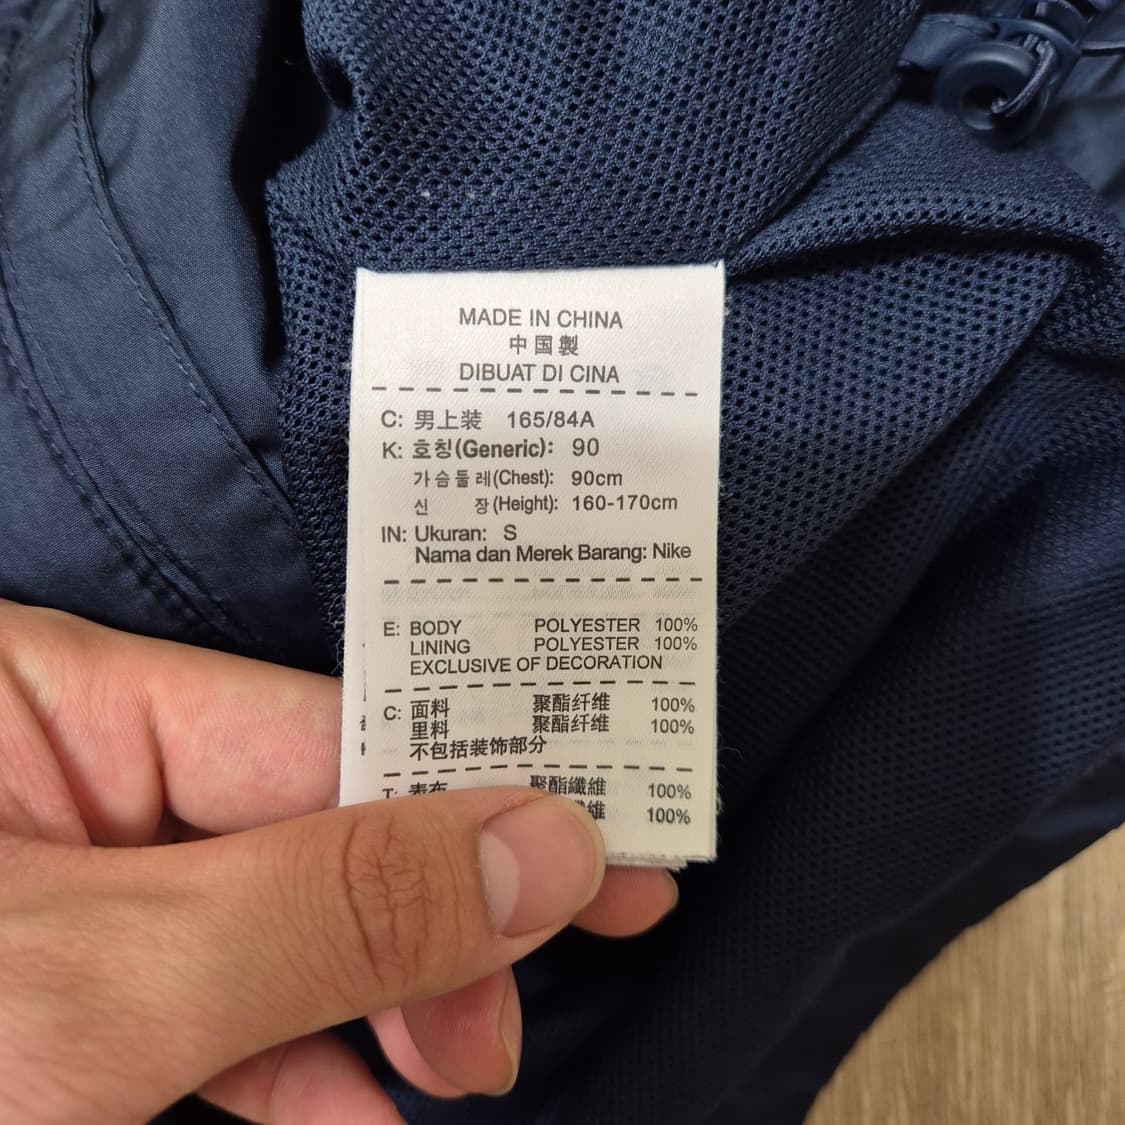 MADE IN CHINA
中国製
DIBUAT DI CINA
C: 男上装 165/84A
K: 호칭(Generic): 90
가슴둘레(Chest): 90cm
신 장(Height): 160-170cm
IN: Ukuran: S
Nama dan Merek Barang: Nike
E: BODY POLYESTER 100%
LINING POLYESTER 100%
EXCLUSIVE OF DECORATION
C: 面料 聚酯纤维 100%
里料 聚酯纤维 100%
不包括装饰部分
T: 表布 聚酯纖維 100%
維 100%